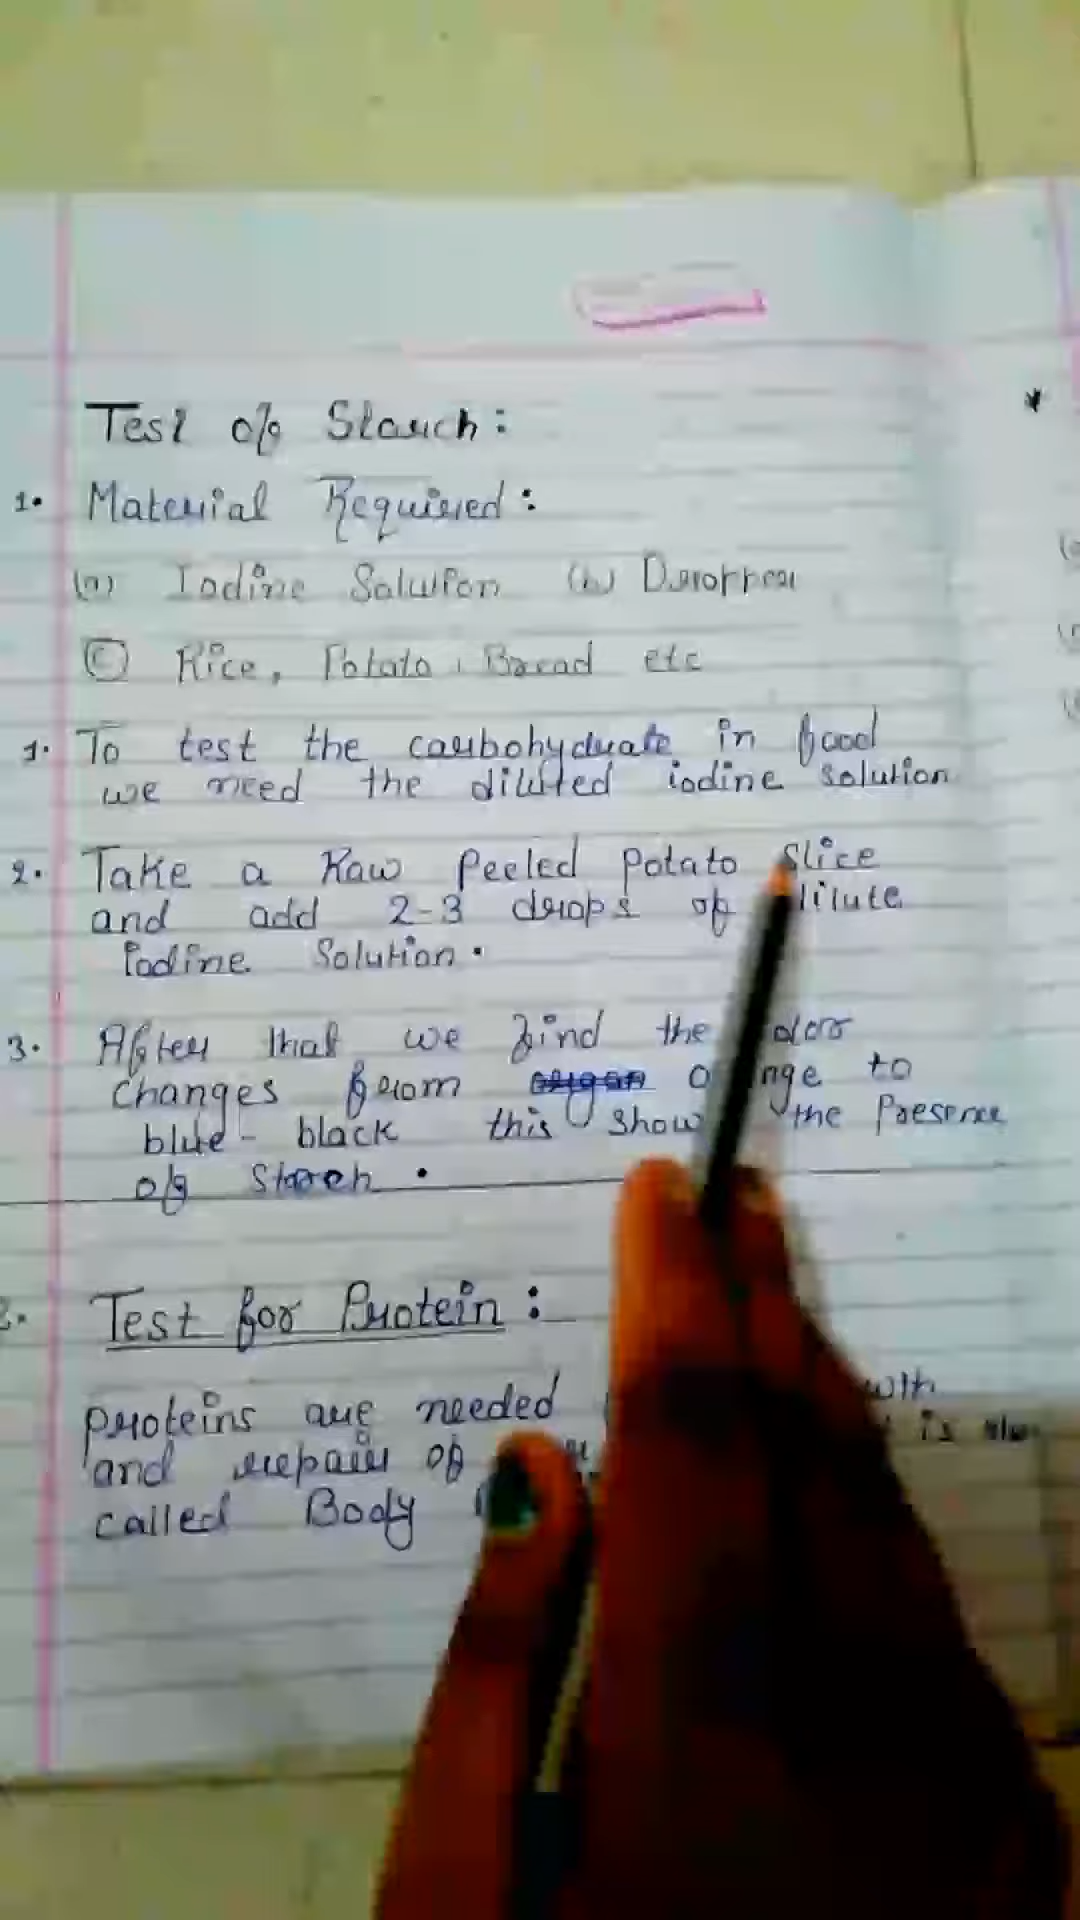 Test of Starch:
1. Material Required:
(a) Iodine Solution (b) Dropper
(c) Rice, Potato, Bread etc
1. To test the carbohydrate in food
we need the diluted iodine solution
2. Take a Raw Peeled Potato Slice
and add 2-3 drops of dilute
iodine Solution.
3. After that we find the color
changes from orange to
blue-black this show the Presence
of Starch.
Test for Protein:
proteins are needed
and repair of is
called Body